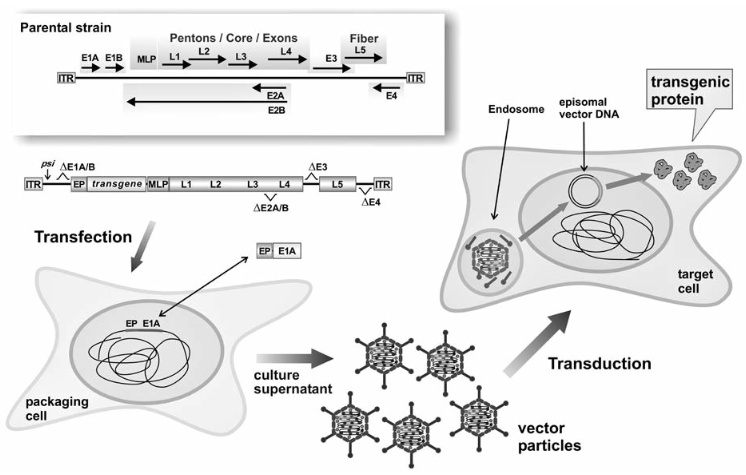 Parental strain
Pentons / Core / Exons
Fiber
E1A
E1B
MLP
L1
L2
L3
L4
E3
L5
ITR
ITR
E2A
E2B
E4
psi
ΔE1A/B
ΔE3
ITR
EP
transgene
MLP
L1
L2
L3
L4
L5
ITR
ΔE2A/B
ΔE4
Transfection
EP
E1A
EP E1A
packaging
cell
culture
supernatant
vector
particles
Transduction
Endosome
episomal
vector DNA
transgenic
protein
target
cell